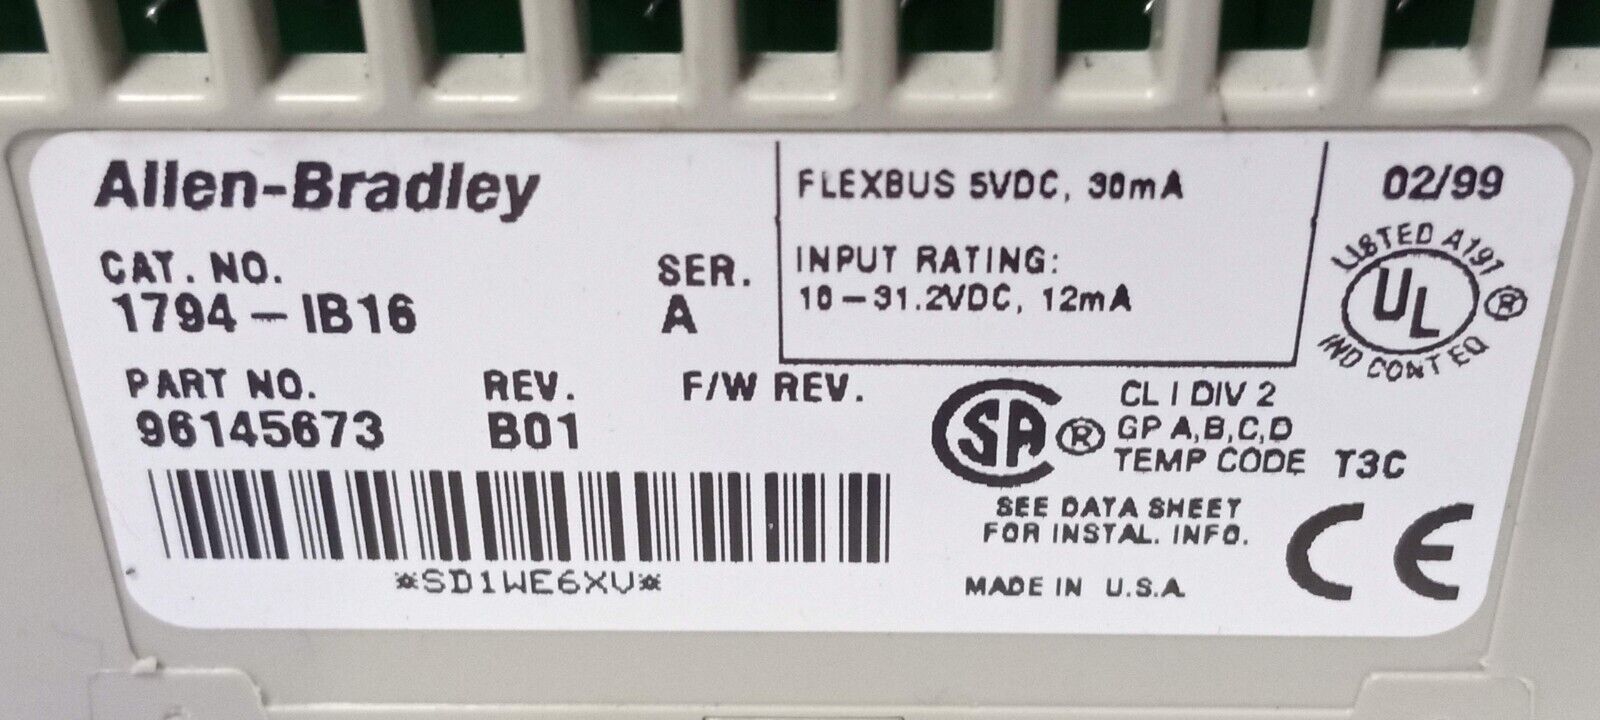 Allen-Bradley
CAT. NO.
1794-IB16
SER.
A
PART NO.
96145673
REV.
B01
F/W REV.
*SD1WE6XV*
FLEXBUS 5VDC, 30mA
INPUT RATING:
10-31.2VDC, 12mA
02/99
LISTED A197
UL ®
IND CONT EQ
SA ®
CL I DIV 2
GP A,B,C,D
TEMP CODE T3C
SEE DATA SHEET
FOR INSTAL. INFO.
MADE IN U.S.A.
CE